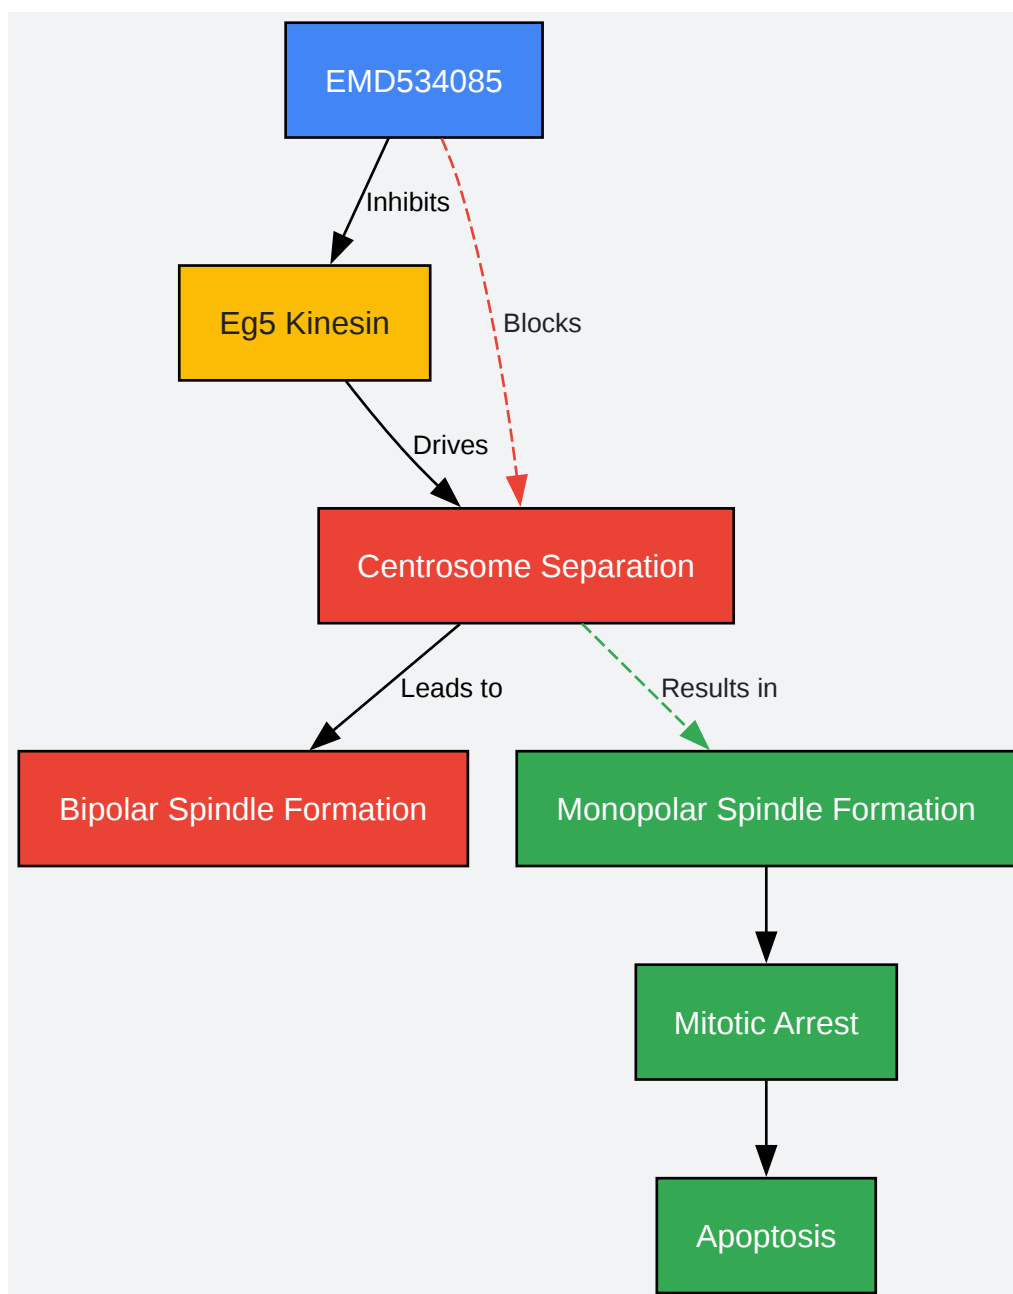 EMD534085
Inhibits
Eg5 Kinesin
Blocks
Drives
Centrosome Separation
Leads to
Results in
Bipolar Spindle Formation
Monopolar Spindle Formation
Mitotic Arrest
Apoptosis